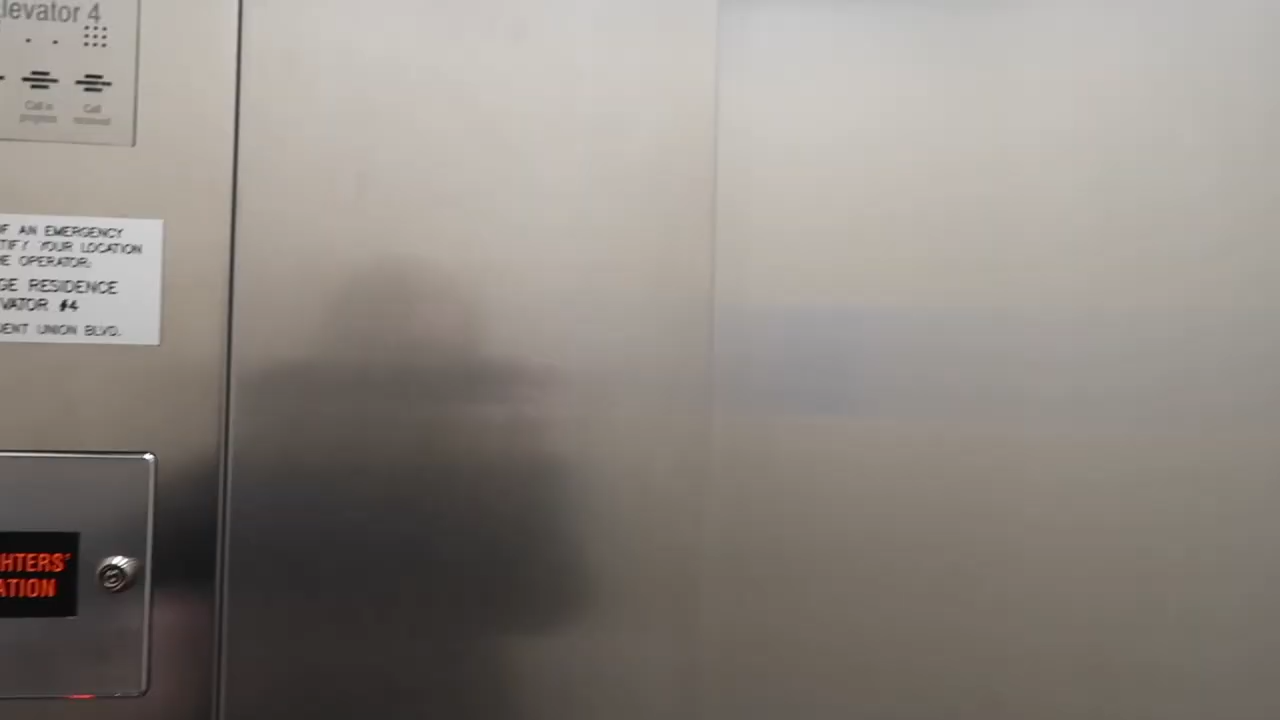 levator 4
Call in
progress
Call
received
IF AN EMERGENCY
TIFY YOUR LOCATION
HE OPERATOR:
GE RESIDENCE
VATOR #4
DENT UNION BLVD.
HTERS'
ATION